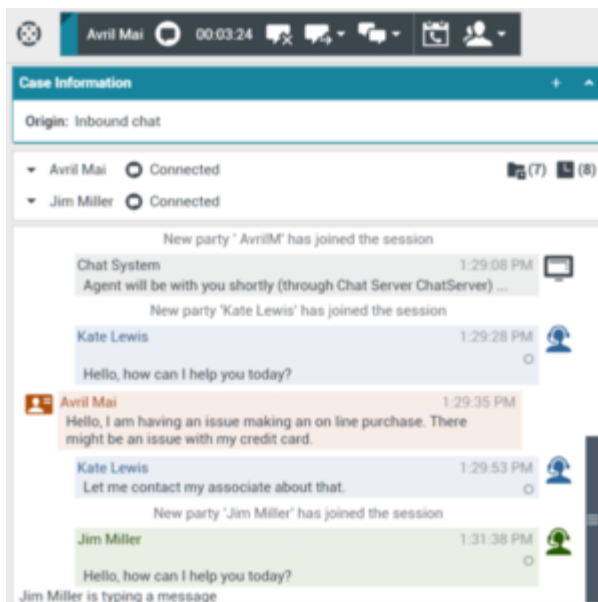 Avril Mai 00:03:24
Case Information + ^
Origin: Inbound chat
Avril Mai Connected (7) (8)
Jim Miller Connected
New party ' AvrilM' has joined the session
Chat System 1:29:08 PM
Agent will be with you shortly (through Chat Server ChatServer) ...
New party 'Kate Lewis' has joined the session
Kate Lewis 1:29:28 PM
Hello, how can I help you today?
Avril Mai 1:29:35 PM
Hello, I am having an issue making an on line purchase. There
might be an issue with my credit card.
Kate Lewis 1:29:53 PM
Let me contact my associate about that.
New party 'Jim Miller' has joined the session
Jim Miller 1:31:38 PM
Hello, how can I help you today?
Jim Miller is typing a message